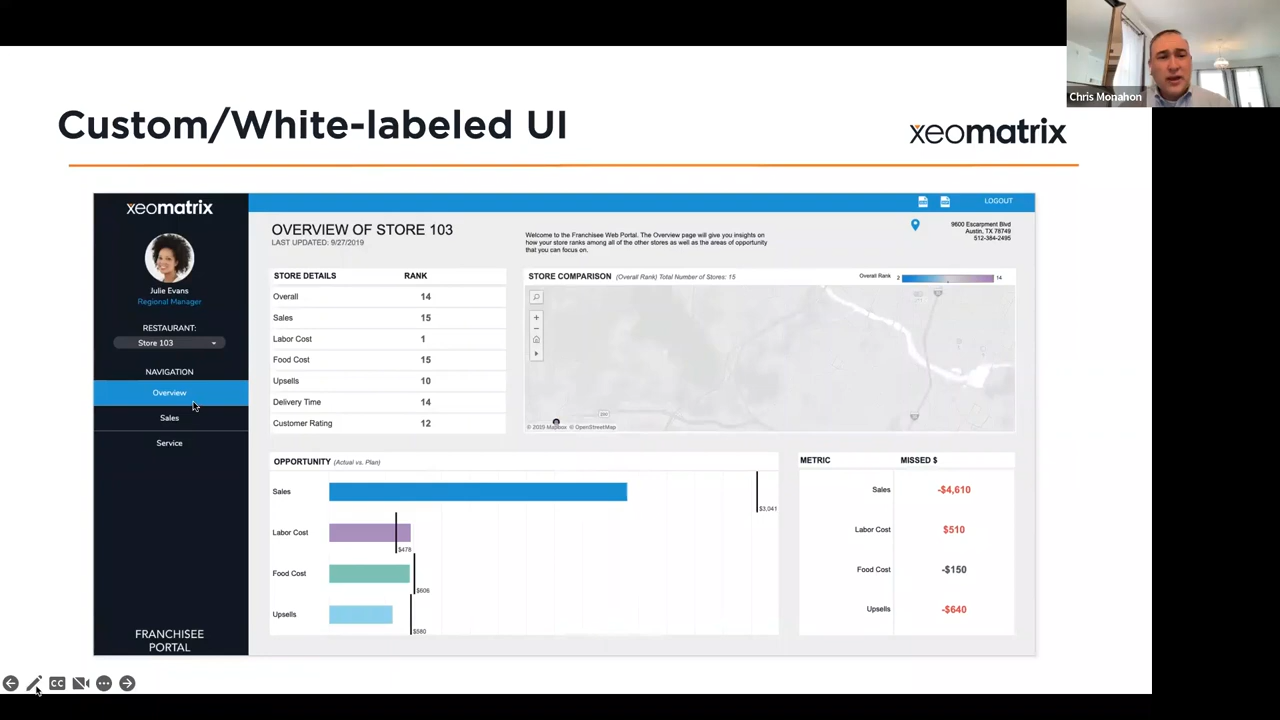 Chris Monahon
Custom/White-labeled UI
xeomatrix
xeomatrix
Julie Evans
Regional Manager
RESTAURANT:
Store 103
NAVIGATION
Overview
Sales
Service
FRANCHISEE
PORTAL
LOGOUT
OVERVIEW OF STORE 103
LAST UPDATED: 9/27/2019
Welcome to the Franchisee Web Portal. The Overview page will give you insights on
how your store ranks among all of the other stores as well as the areas of opportunity
that you can focus on.
9600 Escarpment Blvd
Austin, TX 78749
512-384-2495
STORE DETAILS RANK
Overall 14
Sales 15
Labor Cost 1
Food Cost 15
Upsells 10
Delivery Time 14
Customer Rating 12
STORE COMPARISON (Overall Rank) Total Number of Stores: 15
Overall Rank 2 14
© 2019 Mapbox © OpenStreetMap
OPPORTUNITY (Actual vs. Plan)
Sales
$3,041
Labor Cost
$478
Food Cost
$606
Upsells
$580
METRIC MISSED $
Sales -$4,610
Labor Cost $510
Food Cost -$150
Upsells -$640
CC